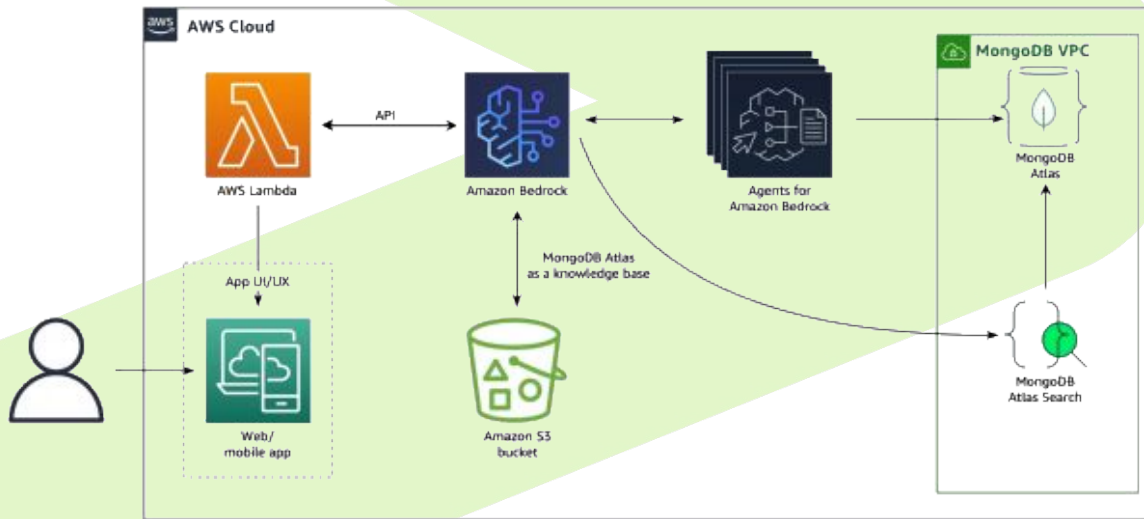 aws
AWS Cloud
MongoDB VPC
API
AWS Lambda
Amazon Bedrock
Agents for
Amazon Bedrock
MongoDB
Atlas
MongoDB Atlas
as a knowledge base
App UI/UX
Web/
mobile app
Amazon S3
bucket
MongoDB
Atlas Search